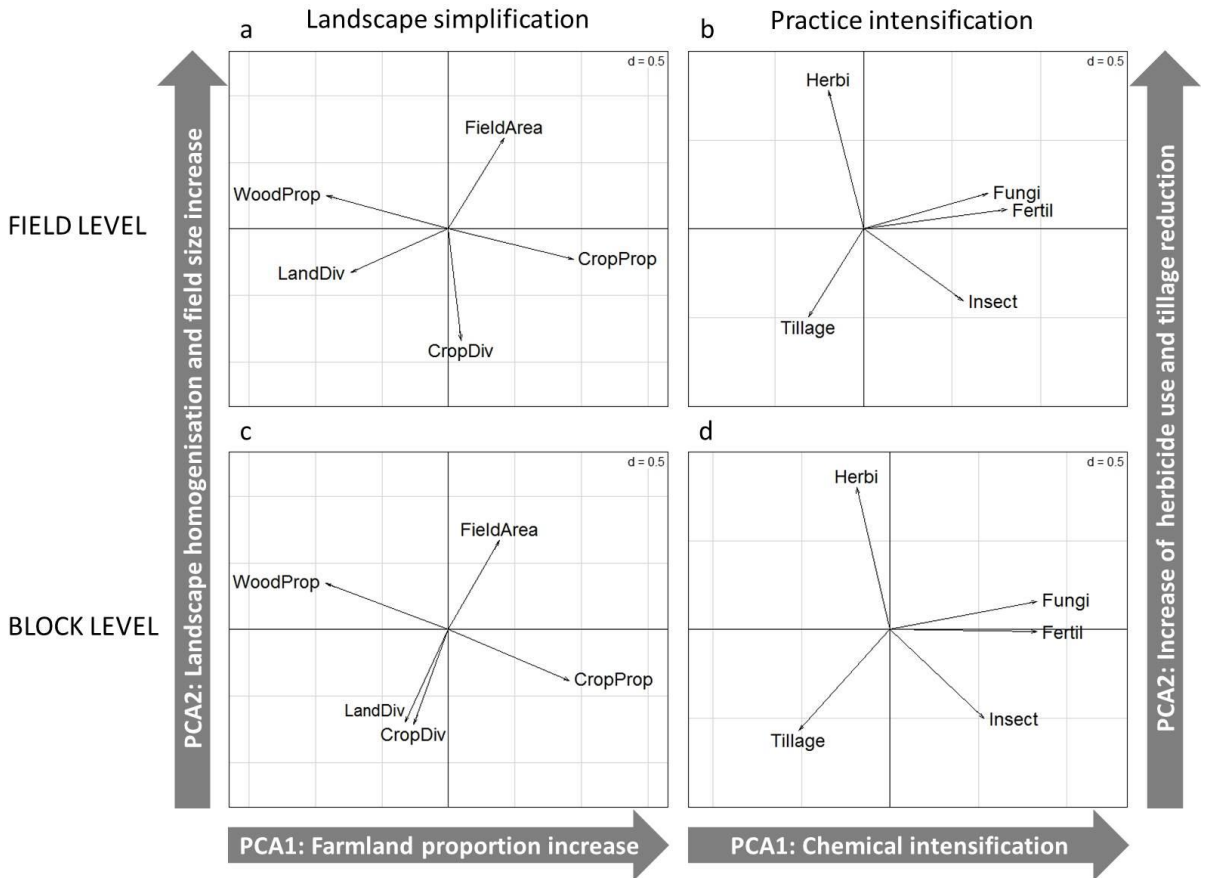 Landscape simplification
Practice intensification
a
d = 0.5
FieldArea
WoodProp
LandDiv
CropProp
CropDiv
b
d = 0.5
Herbi
Fungi
Fertil
Insect
Tillage
FIELD LEVEL
c
d = 0.5
FieldArea
WoodProp
CropProp
LandDiv
CropDiv
d
d = 0.5
Herbi
Fungi
Fertil
Insect
Tillage
BLOCK LEVEL
PCA2: Landscape homogenisation and field size increase
PCA2: Increase of herbicide use and tillage reduction
PCA1: Farmland proportion increase
PCA1: Chemical intensification